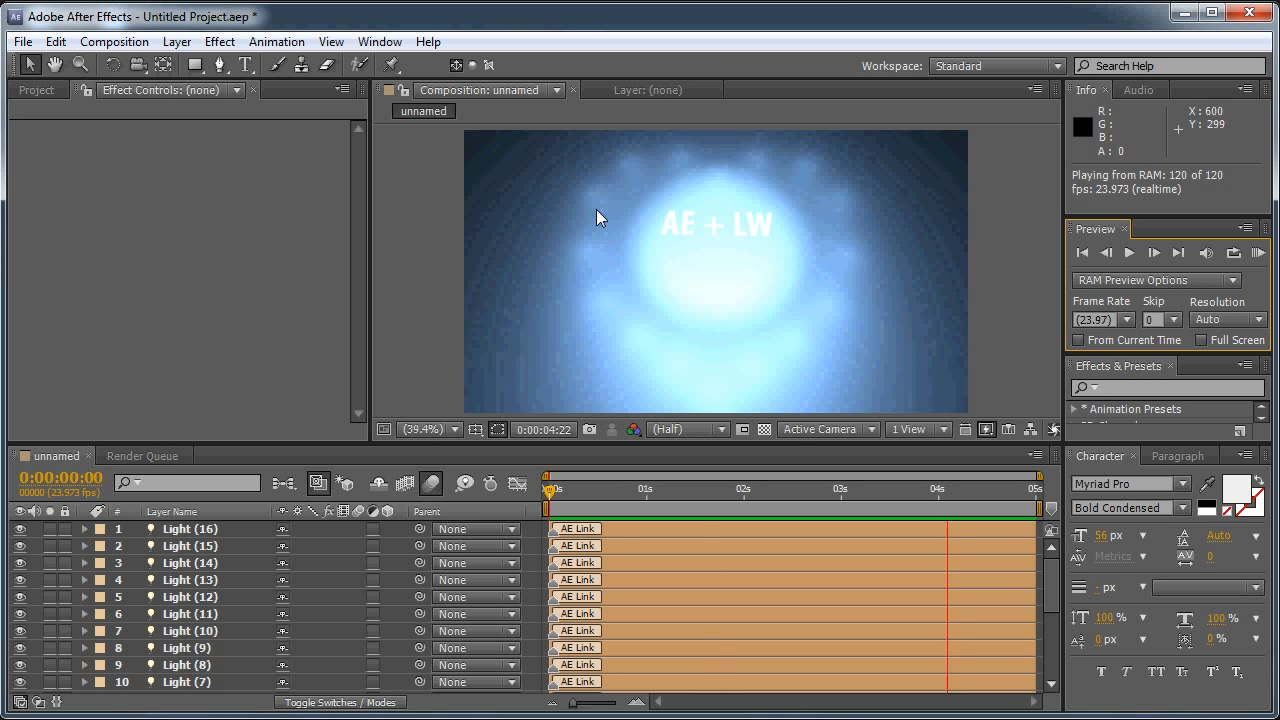 Adobe After Effects - Untitled Project.aep *
File Edit Composition Layer Effect Animation View Window Help
Workspace: Standard Search Help
Project Effect Controls: (none)
Composition: unnamed Layer: (none)
unnamed
AE + LW
Info Audio
R :
G :
B :
A : 0
X : 600
Y : 299
Playing from RAM: 120 of 120
fps: 23.973 (realtime)
Preview
RAM Preview Options
Frame Rate Skip Resolution
(23.97) 0 Auto
From Current Time Full Screen
Effects & Presets
* Animation Presets
(39.4%) 0:00:04:22 (Half) Active Camera 1 View
unnamed Render Queue
0:00:00:00
00000 (23.973 fps)
01s 02s 03s 04s 05s
# Layer Name Parent
1 Light (16) None AE Link
2 Light (15) None AE Link
3 Light (14) None AE Link
4 Light (13) None AE Link
5 Light (12) None AE Link
6 Light (11) None AE Link
7 Light (10) None AE Link
8 Light (9) None AE Link
9 Light (8) None AE Link
10 Light (7) None AE Link
Toggle Switches / Modes
Character Paragraph
Myriad Pro
Bold Condensed
56 px Auto
Metrics 0
- px
100 % 100 %
0 px 0 %
T T TT Tt T¹ T₁